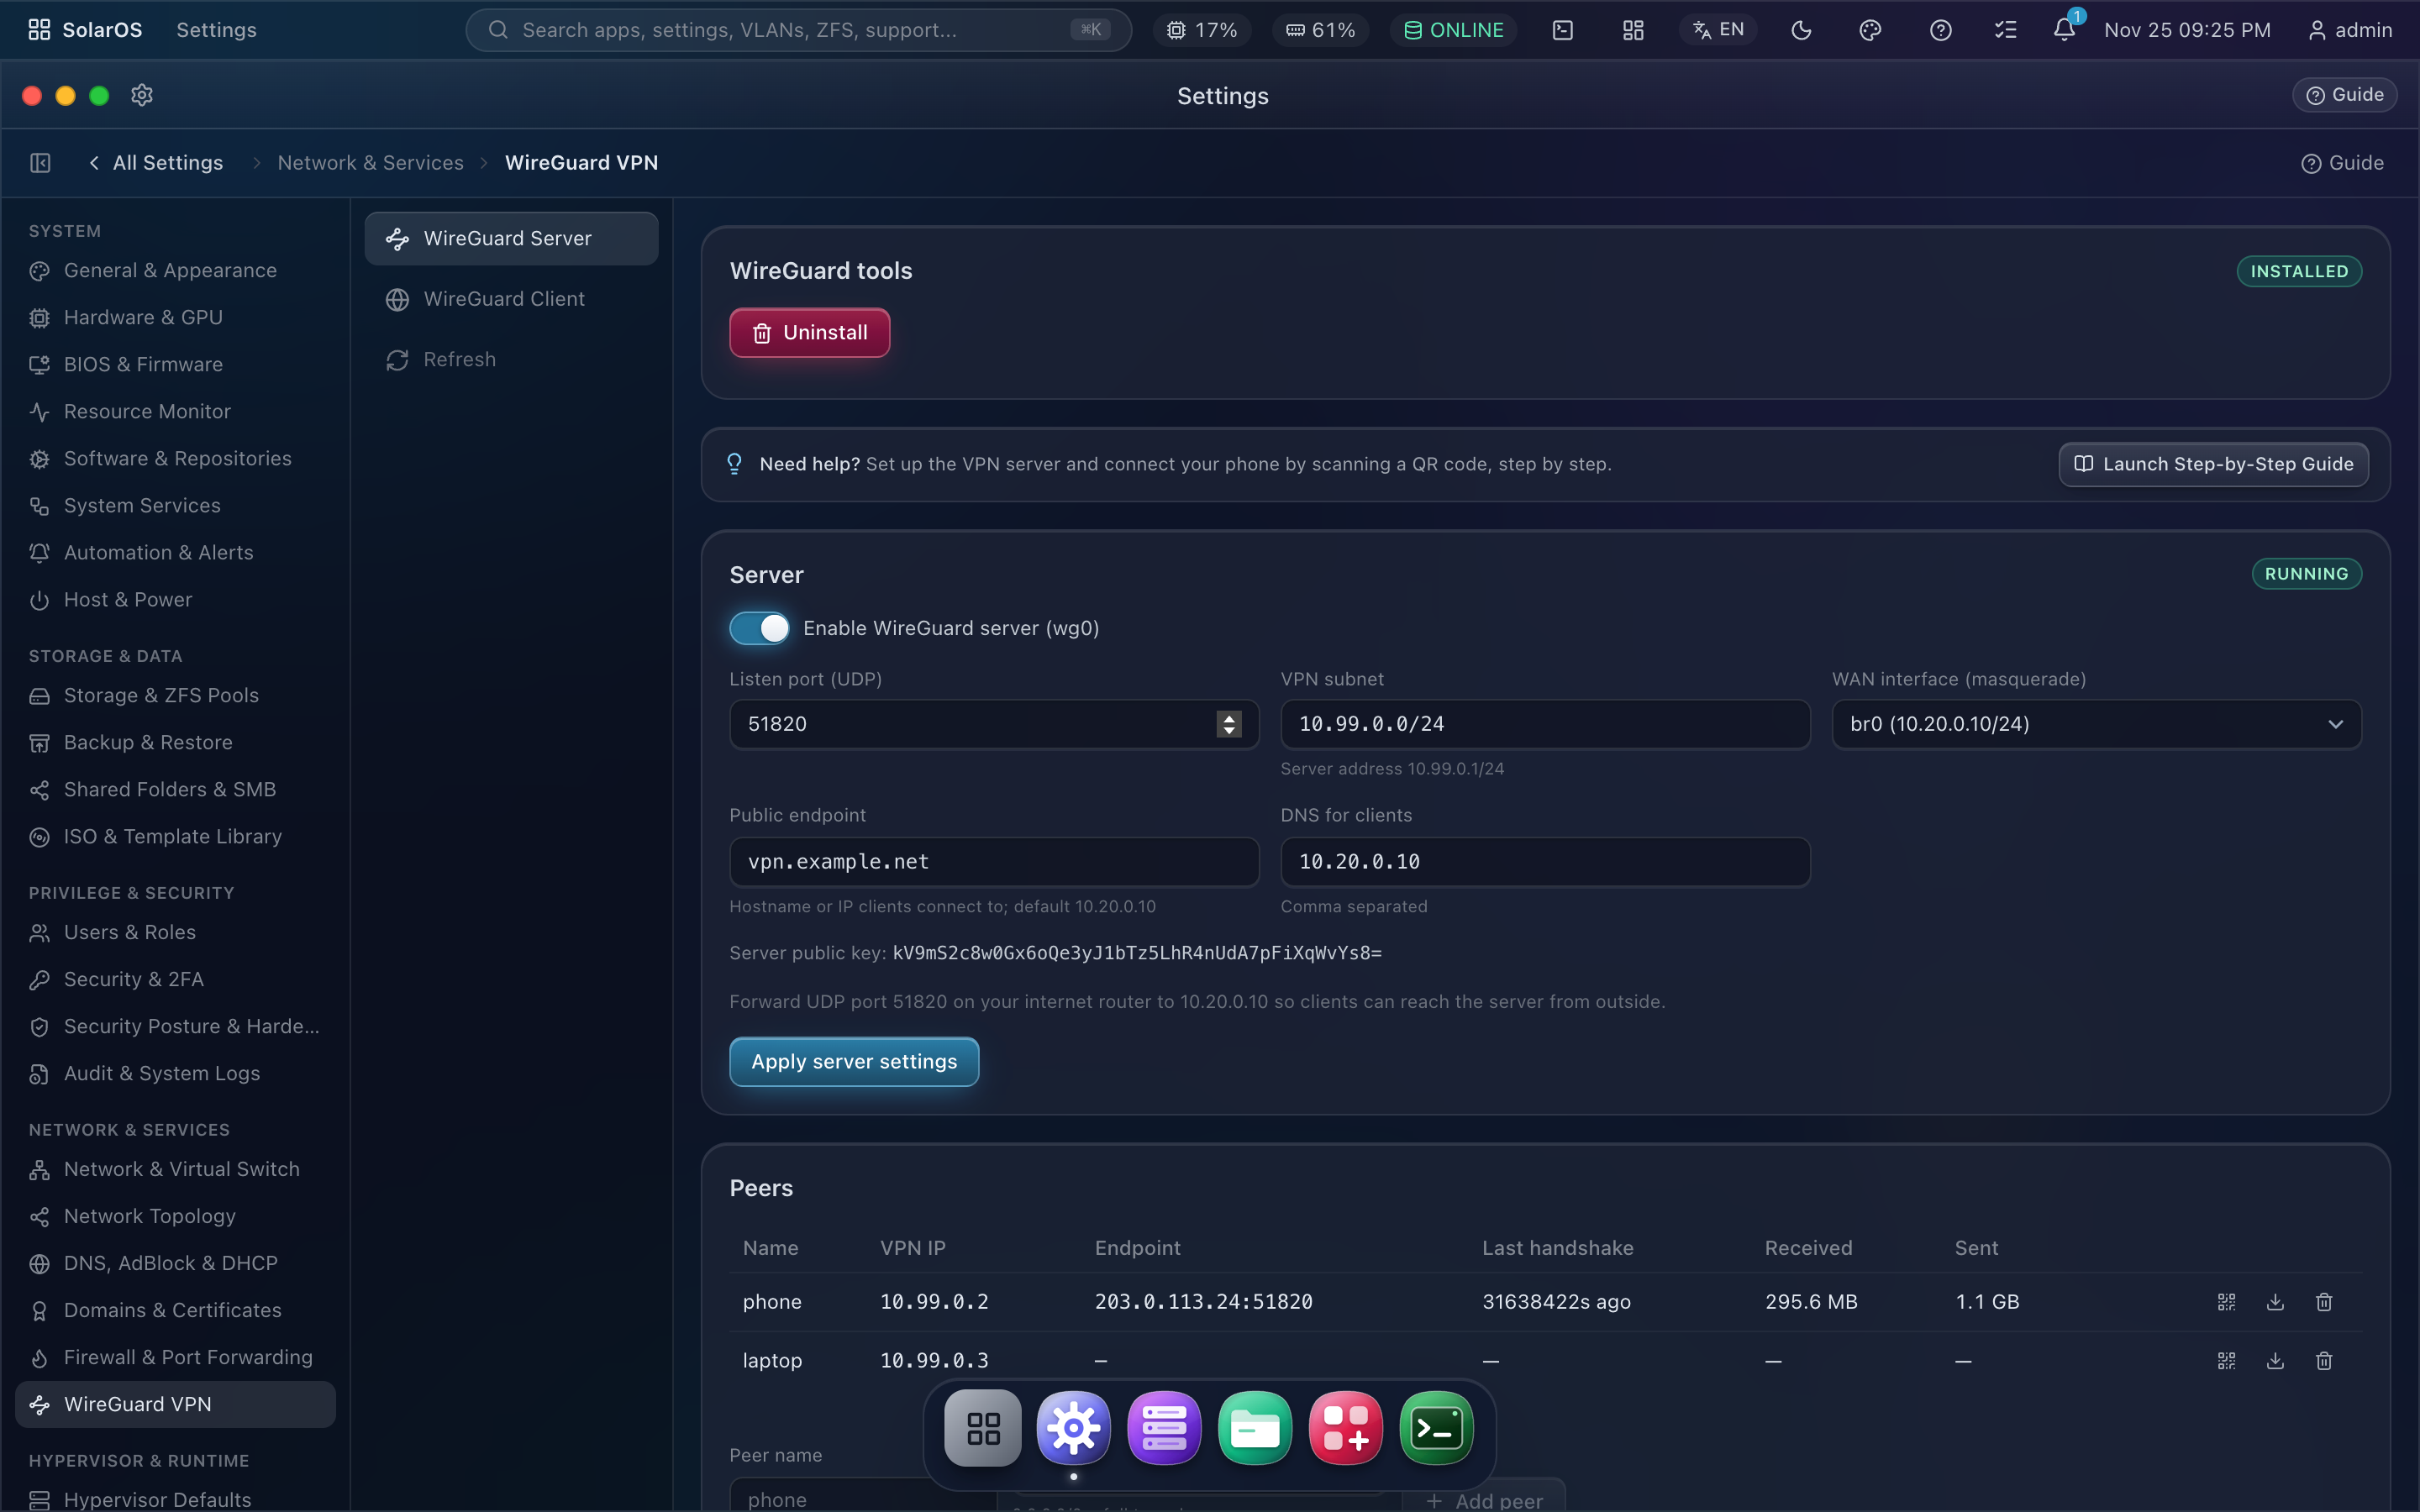 SolarOS Settings Search apps, settings, VLANs, ZFS, support... ⌘K 17% 61% ONLINE EN 1 Nov 25 09:25 PM admin
Settings Guide
All Settings Network & Services WireGuard VPN Guide
SYSTEM
General & Appearance
Hardware & GPU
BIOS & Firmware
Resource Monitor
Software & Repositories
System Services
Automation & Alerts
Host & Power
STORAGE & DATA
Storage & ZFS Pools
Backup & Restore
Shared Folders & SMB
ISO & Template Library
PRIVILEGE & SECURITY
Users & Roles
Security & 2FA
Security Posture & Harde...
Audit & System Logs
NETWORK & SERVICES
Network & Virtual Switch
Network Topology
DNS, AdBlock & DHCP
Domains & Certificates
Firewall & Port Forwarding
WireGuard VPN
HYPERVISOR & RUNTIME
Hypervisor Defaults
WireGuard Server
WireGuard Client
Refresh
WireGuard tools INSTALLED
Uninstall
Need help? Set up the VPN server and connect your phone by scanning a QR code, step by step. Launch Step-by-Step Guide
Server RUNNING
Enable WireGuard server (wg0)
Listen port (UDP) VPN subnet WAN interface (masquerade)
51820 10.99.0.0/24 br0 (10.20.0.10/24)
Server address 10.99.0.1/24
Public endpoint DNS for clients
vpn.example.net 10.20.0.10
Hostname or IP clients connect to; default 10.20.0.10 Comma separated
Server public key: kV9mS2c8w0Gx6oQe3yJ1bTz5LhR4nUdA7pFiXqWvYs8=
Forward UDP port 51820 on your internet router to 10.20.0.10 so clients can reach the server from outside.
Apply server settings
Peers
Name VPN IP Endpoint Last handshake Received Sent
phone 10.99.0.2 203.0.113.24:51820 31638422s ago 295.6 MB 1.1 GB
laptop 10.99.0.3 — — — —
Peer name
phone Add peer